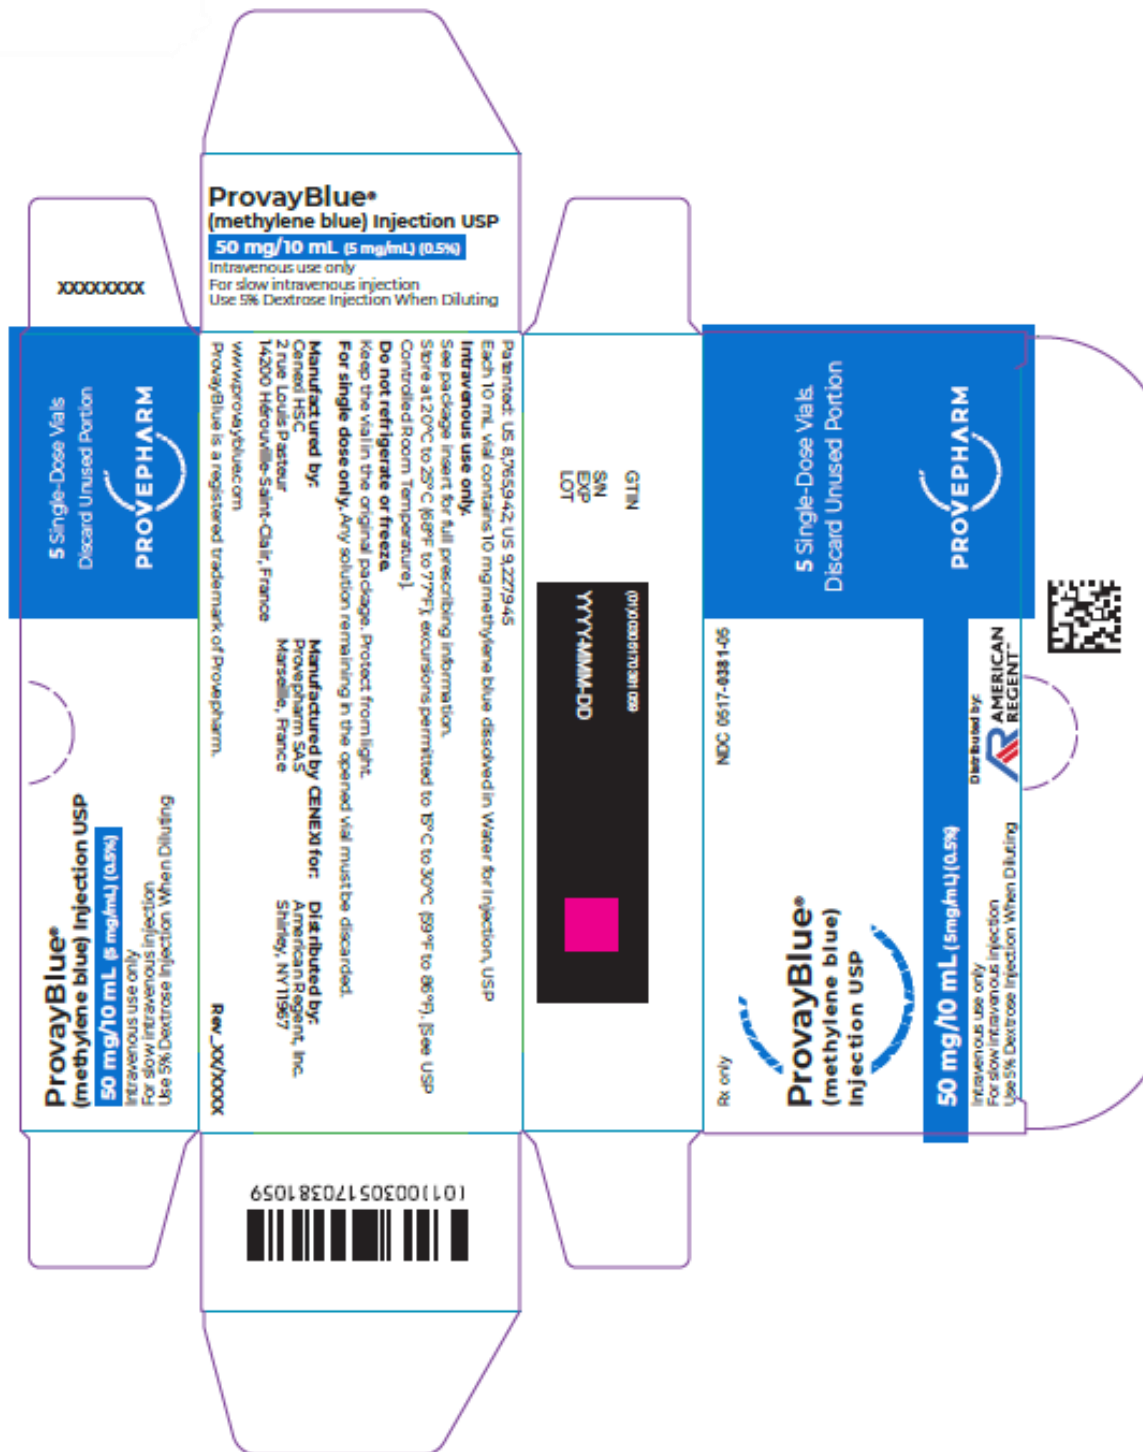 ProvayBlue®
(methylene blue) Injection USP
50 mg/10 mL (5 mg/mL) (0.5%)
Intravenous use only
For slow intravenous injection
Use 5% Dextrose Injection When Diluting
XXXXXXXX
5 Single-Dose Vials
Discard Unused Portion
PROVEPHARM
ProvayBlue®
(methylene blue) Injection USP
50 mg/10 mL (5 mg/mL) (0.5%)
Intravenous use only
For slow intravenous injection
Use 5% Dextrose Injection When Diluting
Patented: US 8,765,942; US 9,227,945
Each 10 mL vial contains 10 mg methylene blue dissolved in Water for Injection, USP
Intravenous use only.
See package insert for full prescribing information.
Store at 20°C to 25°C (68°F to 77°F); excursions permitted to 15°C to 30°C (59°F to 86°F). [See USP
Controlled Room Temperature].
Do not refrigerate or freeze.
Keep the vial in the original package. Protect from light.
For single dose only. Any solution remaining in the opened vial must be discarded.
Manufactured by:
Cenexi HSC
2 rue Louis Pasteur
14200 Hérouville-Saint-Clair, France
Manufactured by CENEXI for:
Provepharm SAS
Marseille, France
Distributed by:
American Regent, Inc.
Shirley, NY 11967
www.provayblue.com
ProvayBlue is a registered trademark of Provepharm.
Rev_XX/XXXX
(01)00305170381059
GTIN
S/N
EXP
LOT
(01)00305170381059
YYYY-MMM-DD
5 Single-Dose Vials.
Discard Unused Portion
PROVEPHARM
NDC 0517-0381-05
Rx only
ProvayBlue®
(methylene blue)
Injection USP
50 mg/10 mL (5mg/mL) (0.5%)
Intravenous use only
For slow intravenous injection
Use 5% Dextrose Injection When Diluting
Distributed by:
AMERICAN
REGENT™